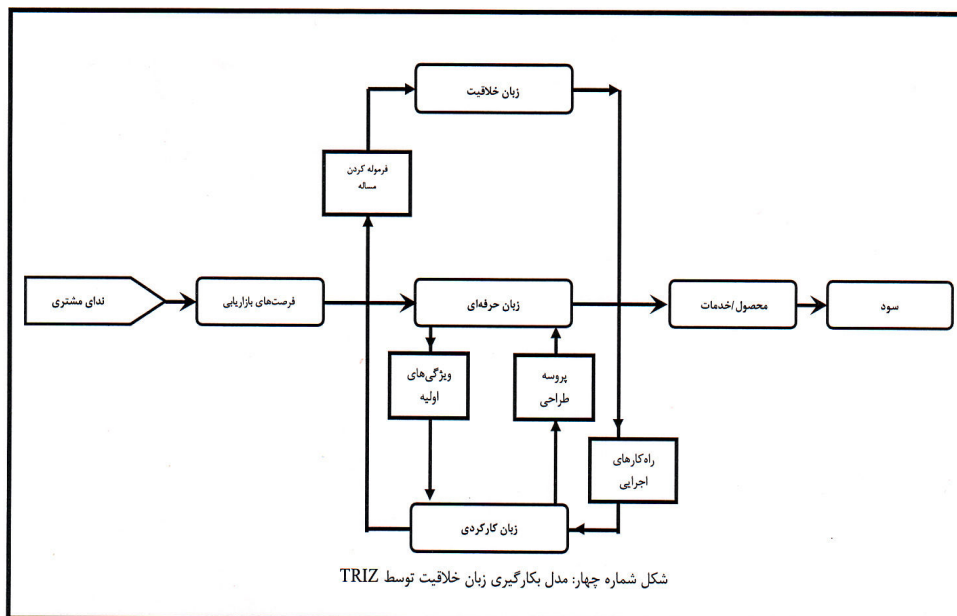 زبان خلاقیت
فرموله کردن
مساله
ندای مشتری
فرصت‌های بازاریابی
زبان حرفه‌ای
محصول/خدمات
سود
ویژگی‌های
اولیه
پروسه
طراحی
راه‌کارهای
اجرایی
زبان کارکردی
شکل شماره چهار: مدل بکارگیری زبان خلاقیت توسط TRIZ